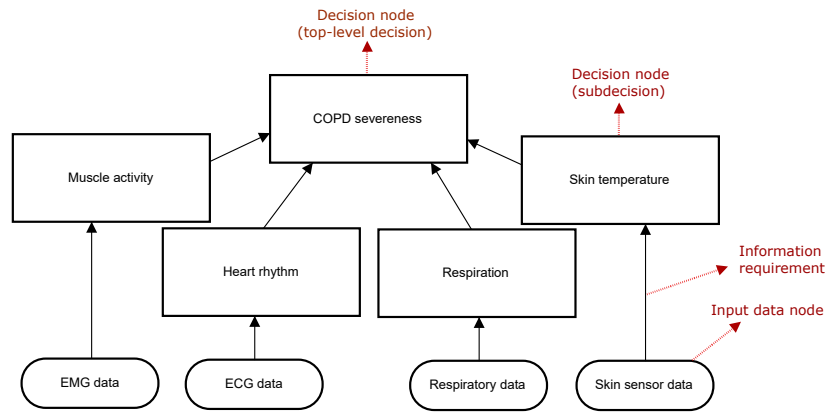 Decision node
(top-level decision)
Decision node
(subdecision)
COPD severeness
Muscle activity
Skin temperature
Heart rhythm
Respiration
Information
requirement
Input data node
EMG data
ECG data
Respiratory data
Skin sensor data